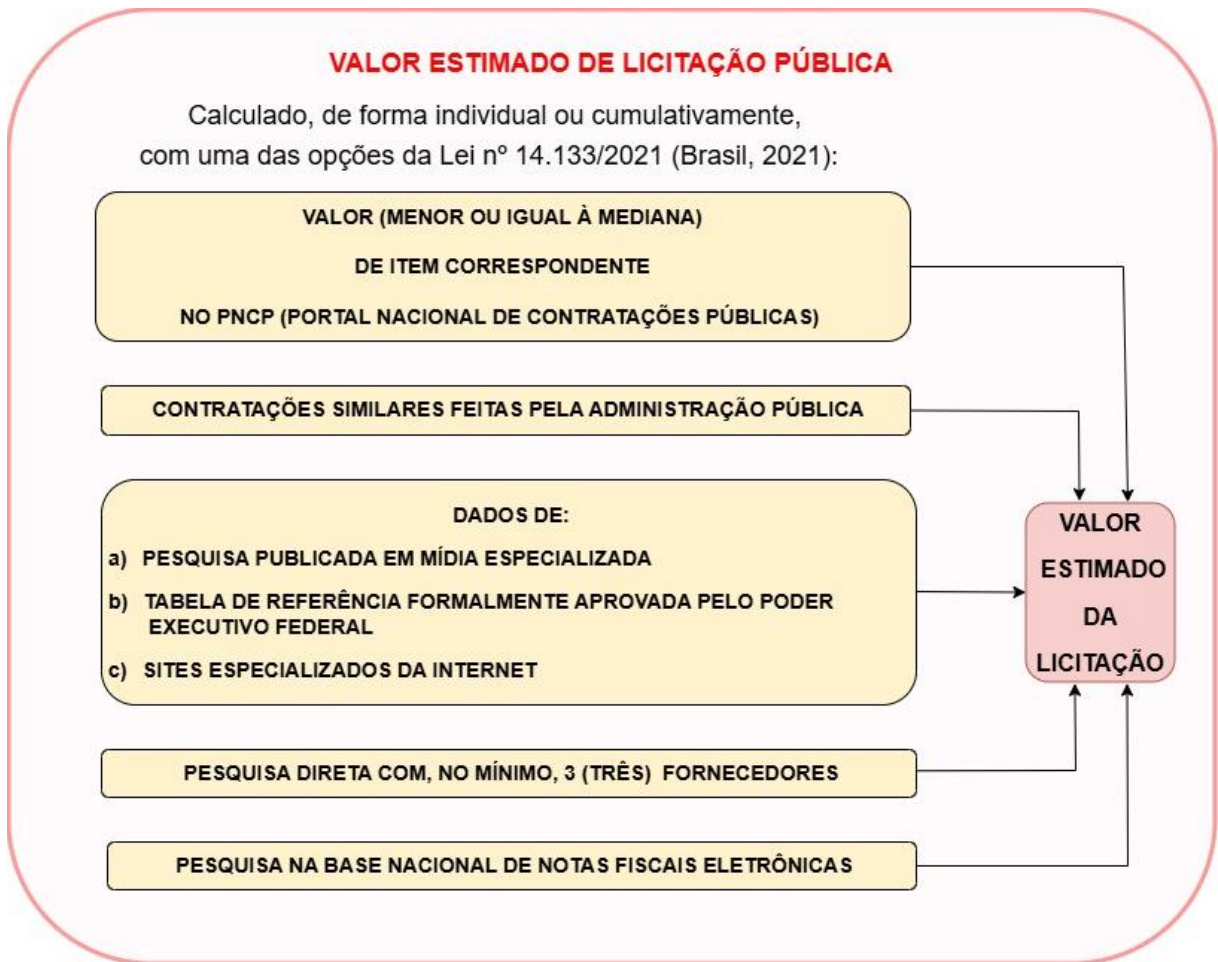 VALOR ESTIMADO DE LICITAÇÃO PÚBLICA
Calculado, de forma individual ou cumulativamente,
com uma das opções da Lei nº 14.133/2021 (Brasil, 2021):
VALOR (MENOR OU IGUAL À MEDIANA)
DE ITEM CORRESPONDENTE
NO PNCP (PORTAL NACIONAL DE CONTRATAÇÕES PÚBLICAS)
CONTRATAÇÕES SIMILARES FEITAS PELA ADMINISTRAÇÃO PÚBLICA
DADOS DE:
a) PESQUISA PUBLICADA EM MÍDIA ESPECIALIZADA
b) TABELA DE REFERÊNCIA FORMALMENTE APROVADA PELO PODER
EXECUTIVO FEDERAL
c) SITES ESPECIALIZADOS DA INTERNET
PESQUISA DIRETA COM, NO MÍNIMO, 3 (TRÊS) FORNECEDORES
PESQUISA NA BASE NACIONAL DE NOTAS FISCAIS ELETRÔNICAS
VALOR
ESTIMADO
DA
LICITAÇÃO